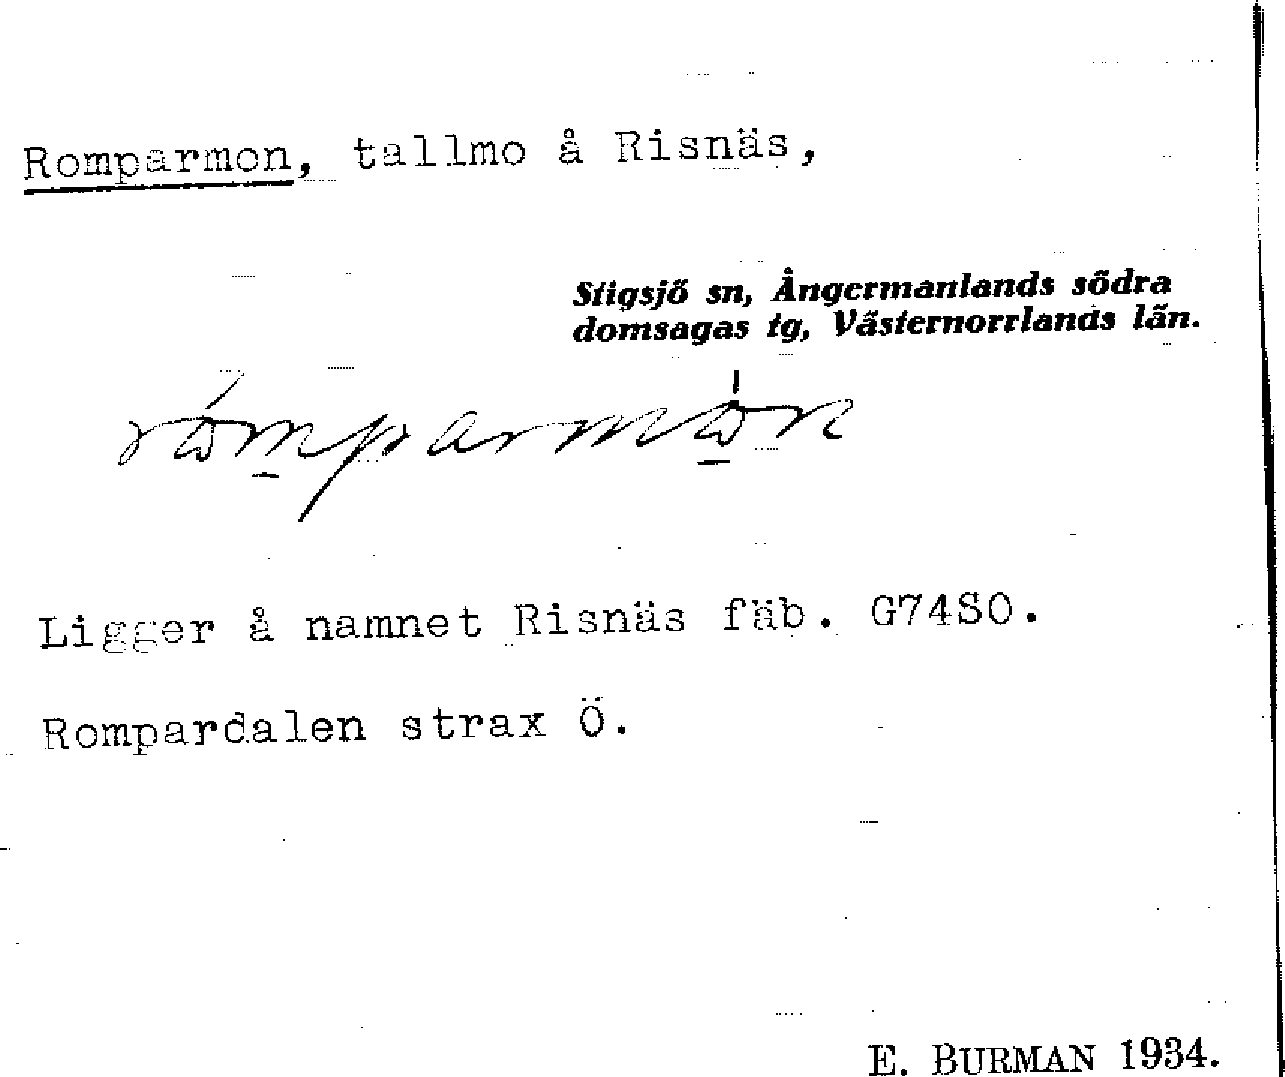 Romparmon, tallmo å Risnäs,
Stigsjö sn, Ångermanlands södra
domsagas tg, Västernorrlands län.
Ligger å namnet Risnäs fäb. G74SO.
Rompardalen strax Ö.
E. BURMAN 1934.